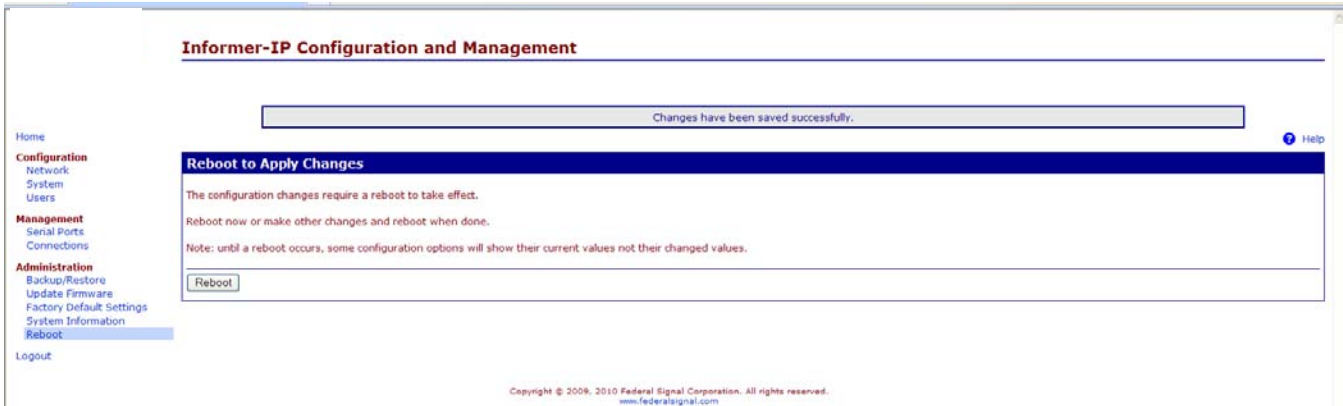 Informer-IP Configuration and Management
Changes have been saved successfully.
Home
Help
Configuration
Network
System
Users
Management
Serial Ports
Connections
Administration
Backup/Restore
Update Firmware
Factory Default Settings
System Information
Reboot
Logout
Reboot to Apply Changes
The configuration changes require a reboot to take effect.
Reboot now or make other changes and reboot when done.
Note: until a reboot occurs, some configuration options will show their current values not their changed values.
Reboot
Copyright © 2009, 2010 Federal Signal Corporation. All rights reserved.
www.federalsignal.com